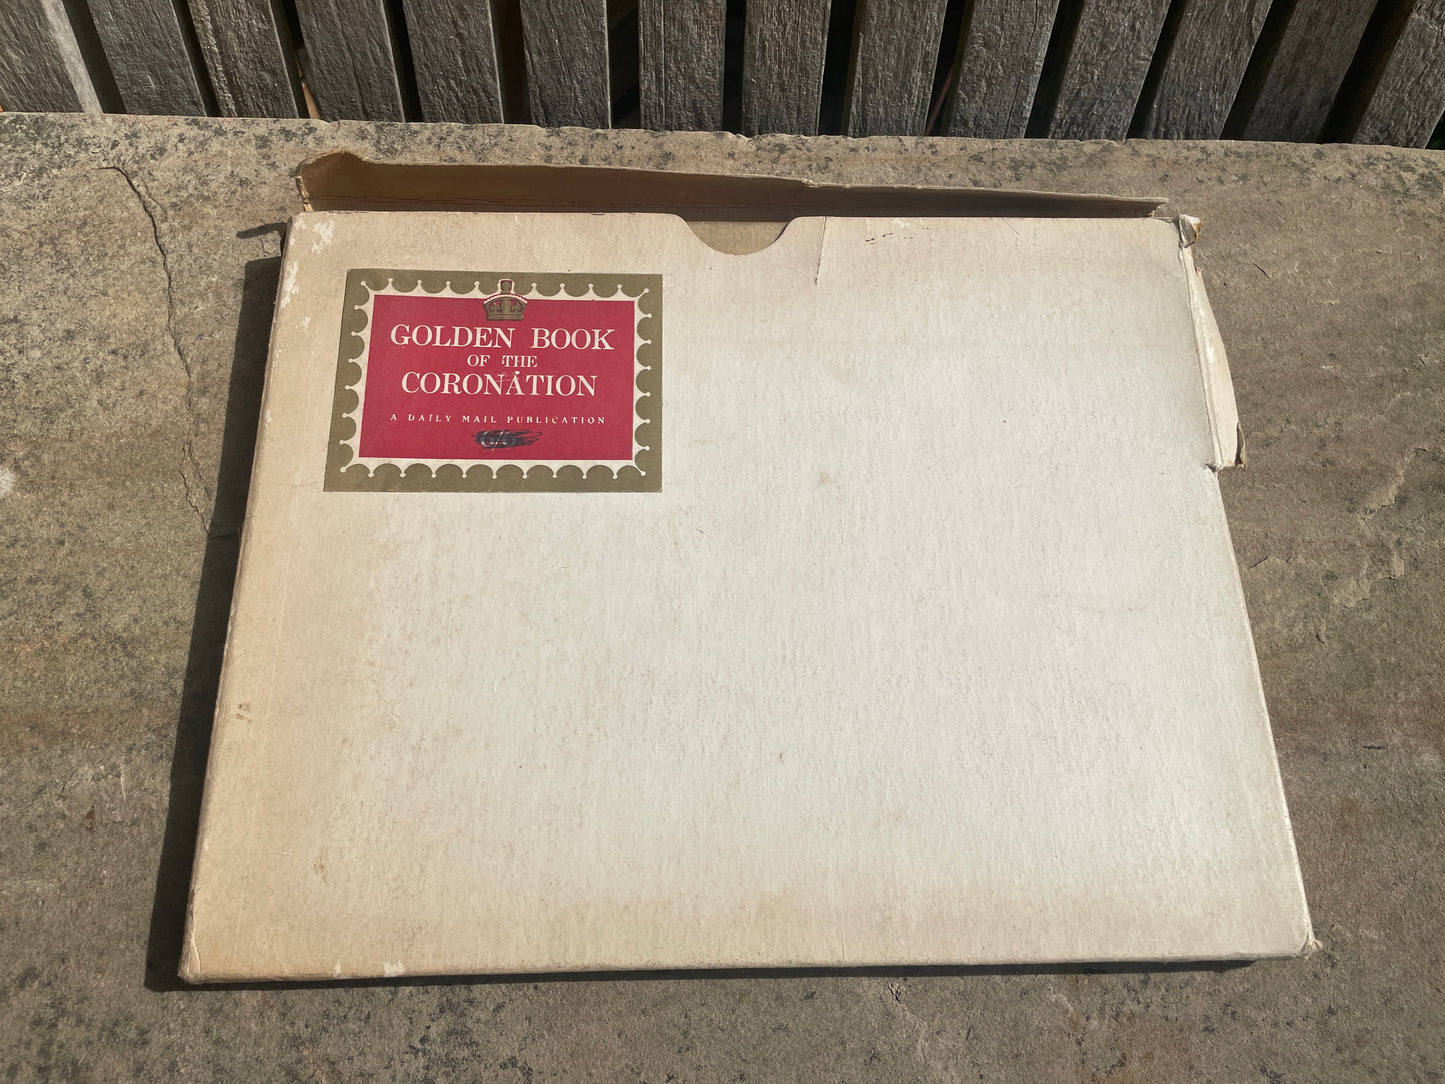 GOLDEN BOOK
OF THE
CORONATION
A DAILY MAIL PUBLICATION